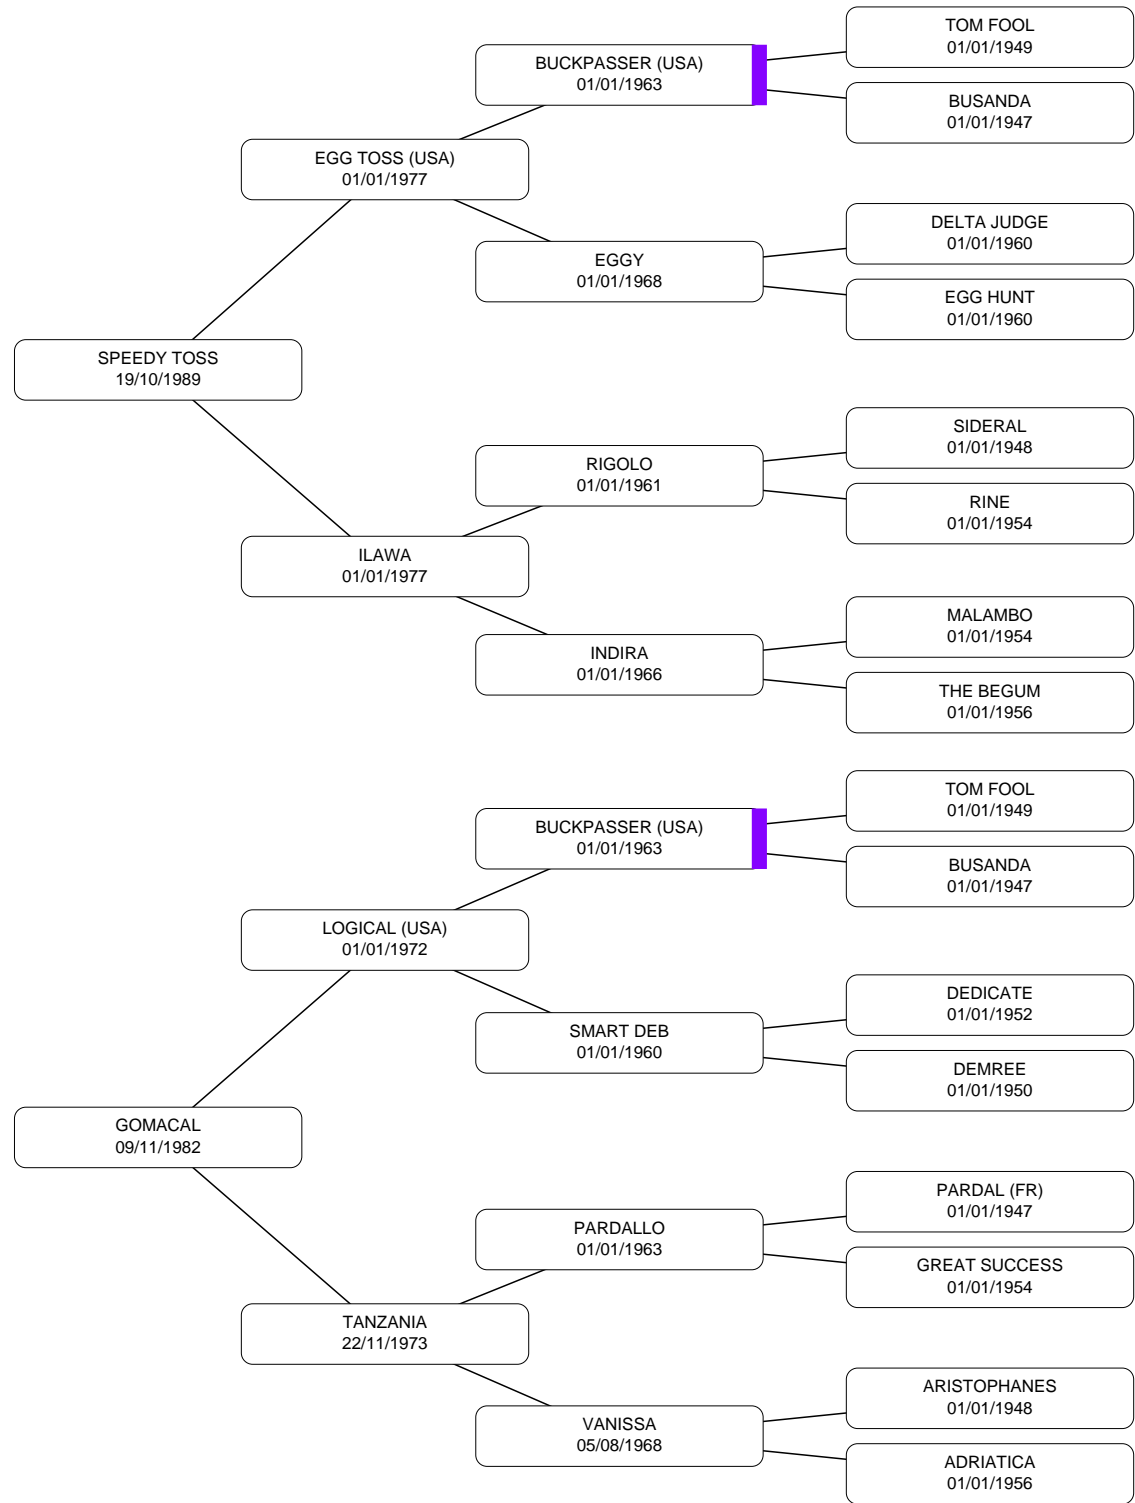 TOM FOOL
01/01/1949
BUCKPASSER (USA)
01/01/1963
BUSANDA
01/01/1947
EGG TOSS (USA)
01/01/1977
DELTA JUDGE
01/01/1960
EGGY
01/01/1968
EGG HUNT
01/01/1960
SPEEDY TOSS
19/10/1989
SIDERAL
01/01/1948
RIGOLO
01/01/1961
RINE
01/01/1954
ILAWA
01/01/1977
MALAMBO
01/01/1954
INDIRA
01/01/1966
THE BEGUM
01/01/1956
TOM FOOL
01/01/1949
BUCKPASSER (USA)
01/01/1963
BUSANDA
01/01/1947
LOGICAL (USA)
01/01/1972
DEDICATE
01/01/1952
SMART DEB
01/01/1960
DEMREE
01/01/1950
GOMACAL
09/11/1982
PARDAL (FR)
01/01/1947
PARDALLO
01/01/1963
GREAT SUCCESS
01/01/1954
TANZANIA
22/11/1973
ARISTOPHANES
01/01/1948
VANISSA
05/08/1968
ADRIATICA
01/01/1956